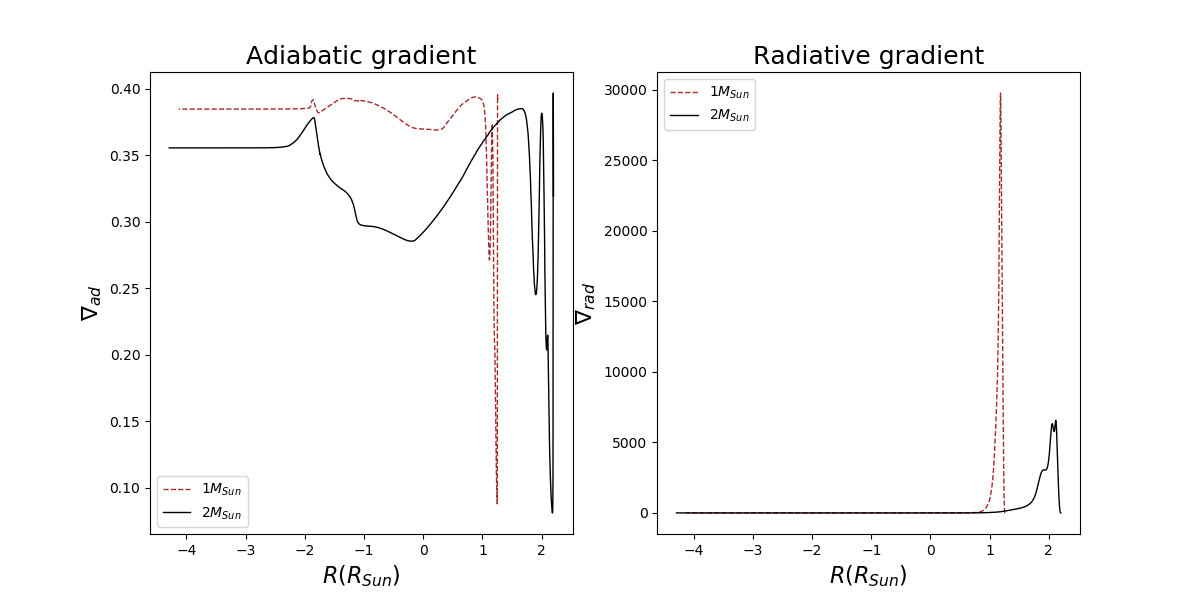 Adiabatic gradient
∇ad
0.40
0.35
0.30
0.25
0.20
0.15
0.10
1MSun
2MSun
−4 −3 −2 −1 0 1 2
R(RSun)
Radiative gradient
∇rad
30000
25000
20000
15000
10000
5000
0
1MSun
2MSun
−4 −3 −2 −1 0 1 2
R(RSun)